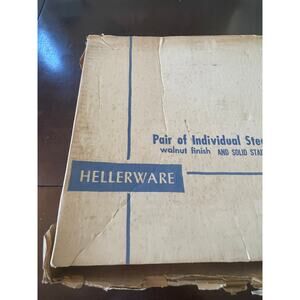 Pair of Individual Ste
walnut finish AND SOLID STA
HELLERWARE